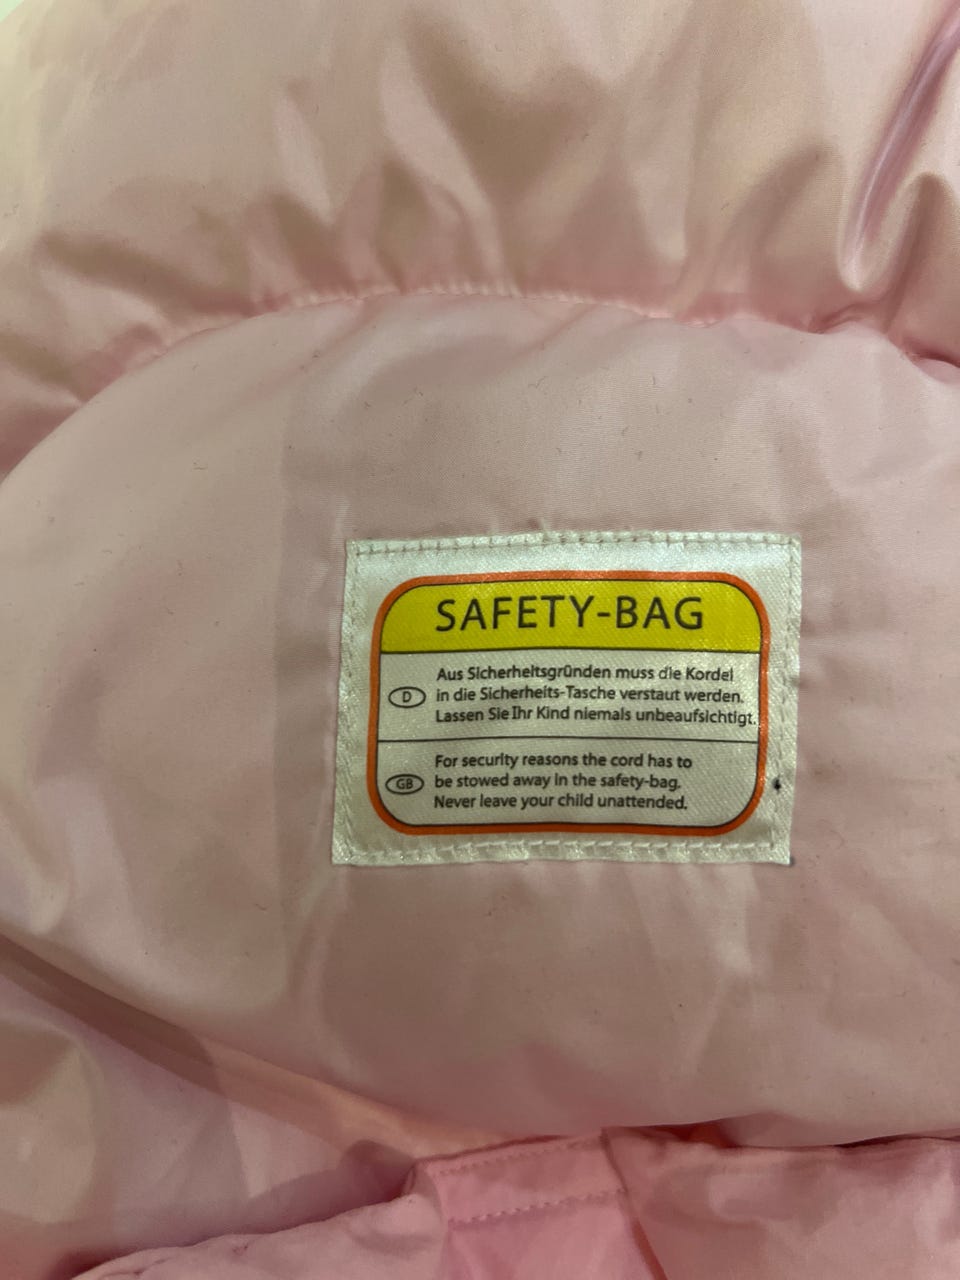 SAFETY-BAG
Aus Sicherheitsgründen muss die Kordel
D
in die Sicherheits-Tasche verstaut werden.
Lassen Sie Ihr Kind niemals unbeaufsichtigt.
For security reasons the cord has to
GB
be stowed away in the safety-bag.
Never leave your child unattended.